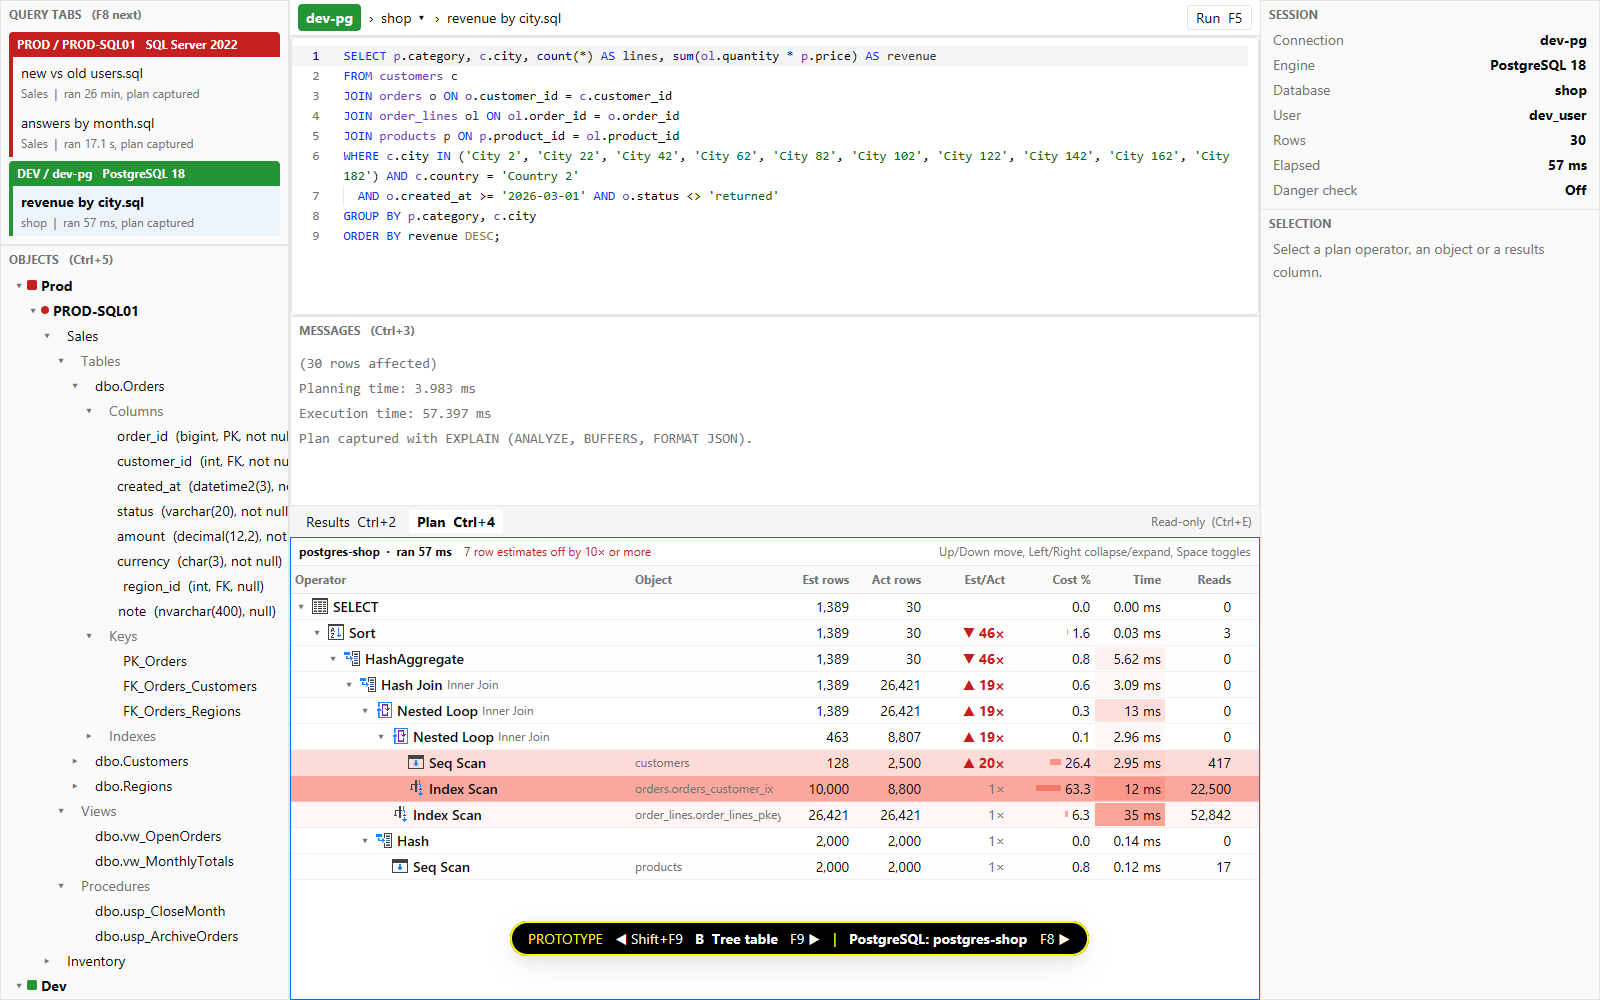 QUERY TABS (F8 next)
PROD / PROD-SQL01 SQL Server 2022
new vs old users.sql
Sales | ran 26 min, plan captured
answers by month.sql
Sales | ran 17.1 s, plan captured
DEV / dev-pg PostgreSQL 18
revenue by city.sql
shop | ran 57 ms, plan captured
OBJECTS (Ctrl+5)
Prod
PROD-SQL01
Sales
Tables
dbo.Orders
Columns
order_id (bigint, PK, not nul
customer_id (int, FK, not nu
created_at (datetime2(3), n
status (varchar(20), not null
amount (decimal(12,2), not
currency (char(3), not null)
region_id (int, FK, null)
note (nvarchar(400), null)
Keys
PK_Orders
FK_Orders_Customers
FK_Orders_Regions
Indexes
dbo.Customers
dbo.Regions
Views
dbo.vw_OpenOrders
dbo.vw_MonthlyTotals
Procedures
dbo.usp_CloseMonth
dbo.usp_ArchiveOrders
Inventory
Dev
dev-pg › shop ▾ › revenue by city.sql
Run F5
1 SELECT p.category, c.city, count(*) AS lines, sum(ol.quantity * p.price) AS revenue
2 FROM customers c
3 JOIN orders o ON o.customer_id = c.customer_id
4 JOIN order_lines ol ON ol.order_id = o.order_id
5 JOIN products p ON p.product_id = ol.product_id
6 WHERE c.city IN ('City 2', 'City 22', 'City 42', 'City 62', 'City 82', 'City 102', 'City 122', 'City 142', 'City 162', 'City
182') AND c.country = 'Country 2'
7 AND o.created_at >= '2026-03-01' AND o.status <> 'returned'
8 GROUP BY p.category, c.city
9 ORDER BY revenue DESC;
MESSAGES (Ctrl+3)
(30 rows affected)
Planning time: 3.983 ms
Execution time: 57.397 ms
Plan captured with EXPLAIN (ANALYZE, BUFFERS, FORMAT JSON).
Results Ctrl+2 Plan Ctrl+4 Read-only (Ctrl+E)
postgres-shop · ran 57 ms 7 row estimates off by 10× or more Up/Down move, Left/Right collapse/expand, Space toggles
Operator Object Est rows Act rows Est/Act Cost % Time Reads
SELECT 1,389 30 0.0 0.00 ms 0
Sort 1,389 30 ▼ 46× 1.6 0.03 ms 3
HashAggregate 1,389 30 ▼ 46× 0.8 5.62 ms 0
Hash Join Inner Join 1,389 26,421 ▲ 19× 0.6 3.09 ms 0
Nested Loop Inner Join 1,389 26,421 ▲ 19× 0.3 13 ms 0
Nested Loop Inner Join 463 8,807 ▲ 19× 0.1 2.96 ms 0
Seq Scan customers 128 2,500 ▲ 20× 26.4 2.95 ms 417
Index Scan orders.orders_customer_ix 10,000 8,800 1× 63.3 12 ms 22,500
Index Scan order_lines.order_lines_pkey 26,421 26,421 1× 6.3 35 ms 52,842
Hash 2,000 2,000 1× 0.0 0.14 ms 0
Seq Scan products 2,000 2,000 1× 0.8 0.12 ms 17
PROTOTYPE ◀ Shift+F9 B Tree table F9 ▶ | PostgreSQL: postgres-shop F8 ▶
SESSION
Connection dev-pg
Engine PostgreSQL 18
Database shop
User dev_user
Rows 30
Elapsed 57 ms
Danger check Off
SELECTION
Select a plan operator, an object or a results
column.